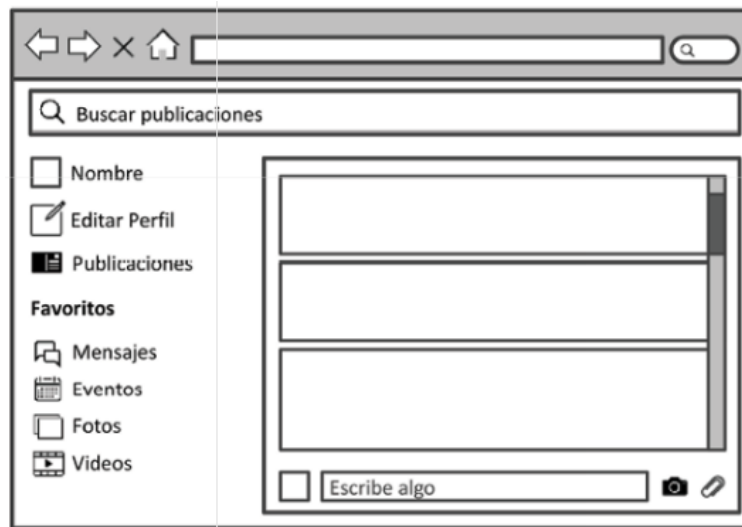 Buscar publicaciones
Nombre
Editar Perfil
Publicaciones
Favoritos
Mensajes
Eventos
Fotos
Videos
Escribe algo